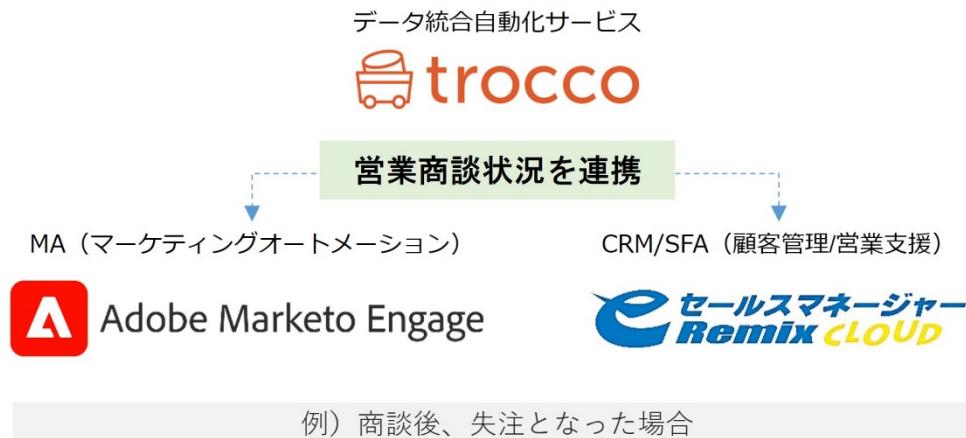 データ統合自動化サービス
trocco
営業商談状況を連携
MA（マーケティングオートメーション）
CRM/SFA（顧客管理/営業支援）
Adobe Marketo Engage
eセールスマネージャー
Remix CLOUD
例）商談後、失注となった場合